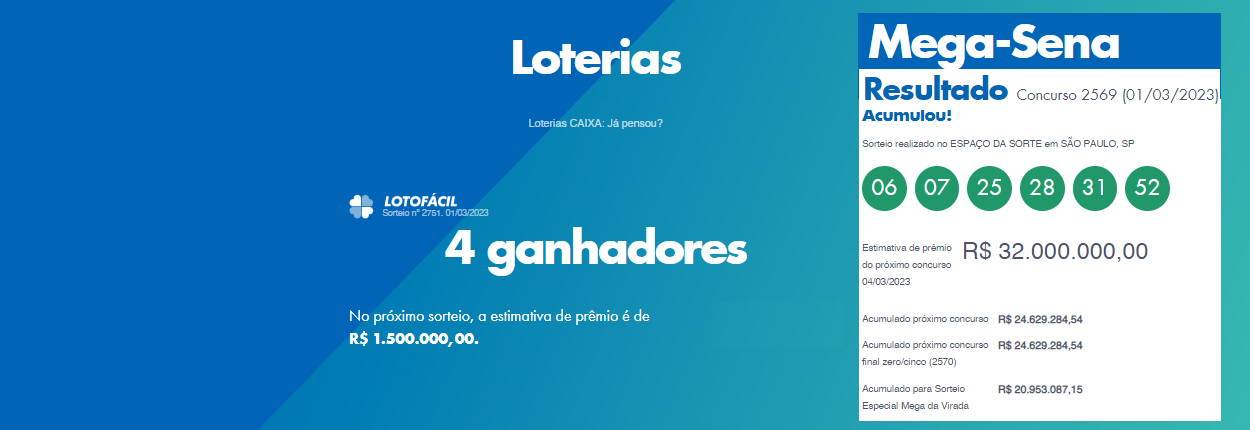 Loterias
Loterias CAIXA: Já pensou?
LOTOFÁCIL
Sorteio nº 2751. 01/03/2023
4 ganhadores
No próximo sorteio, a estimativa de prêmio é de
R$ 1.500.000,00.
Mega-Sena
Resultado Concurso 2569 (01/03/2023)
Acumulou!
Sorteio realizado no ESPAÇO DA SORTE em SÃO PAULO, SP
06 07 25 28 31 52
Estimativa de prêmio
do próximo concurso
04/03/2023
R$ 32.000.000,00
Acumulado próximo concurso R$ 24.629.284,54
Acumulado próximo concurso R$ 24.629.284,54
final zero/cinco (2570)
Acumulado para Sorteio R$ 20.953.087,15
Especial Mega da Virada